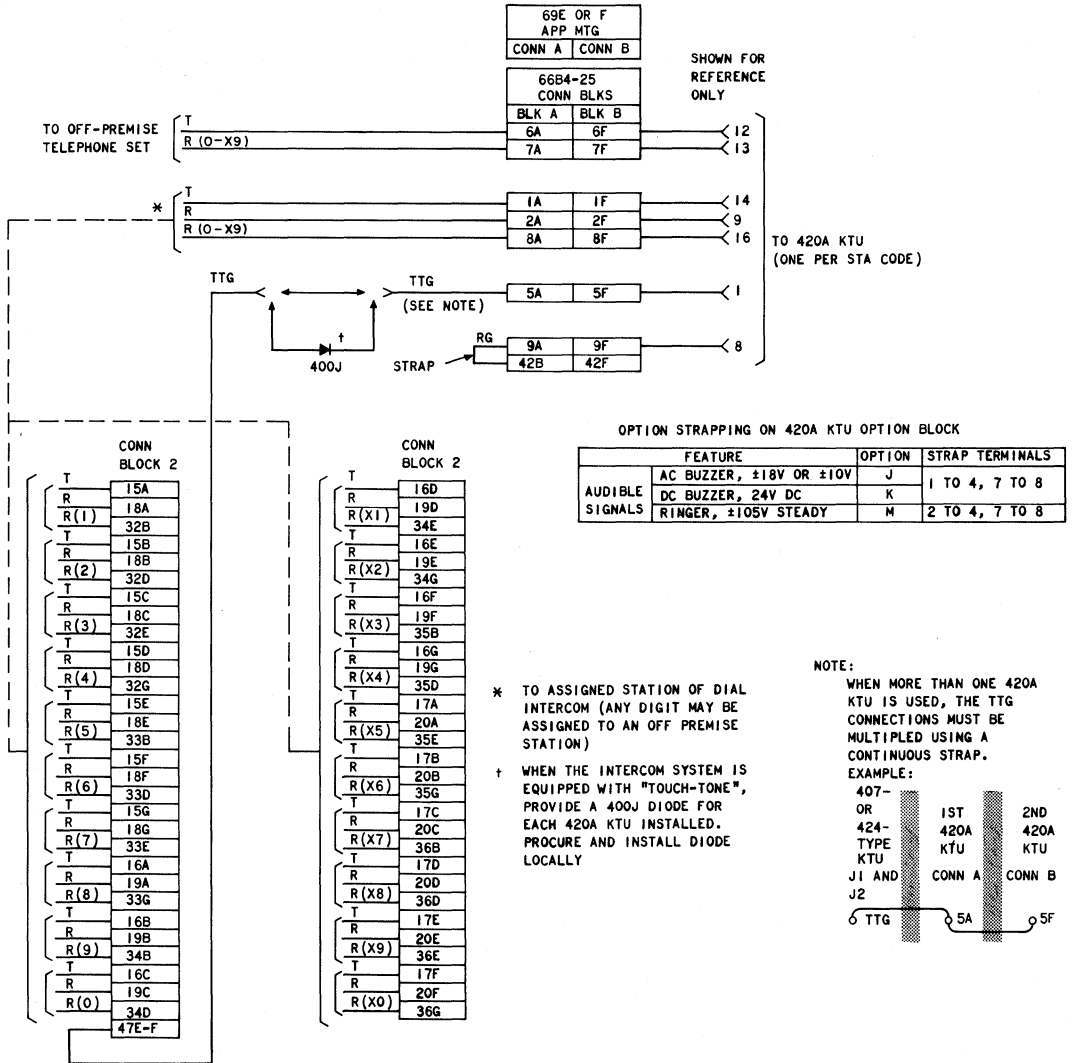 69E OR F
APP MTG
CONN A CONN B
66B4-25
CONN BLKS
BLK A BLK B
SHOWN FOR
REFERENCE
ONLY
TO OFF-PREMISE
TELEPHONE SET
T 6A 6F 12
R (0-X9) 7A 7F 13
* T 1A 1F 14
R 2A 2F 9
R (0-X9) 8A 8F 16
TO 420A KTU
(ONE PER STA CODE)
TTG TTG 5A 5F 1
(SEE NOTE)
†
400J
STRAP
RG 9A 9F 8
42B 42F
OPTION STRAPPING ON 420A KTU OPTION BLOCK
FEATURE OPTION STRAP TERMINALS
AUDIBLE
SIGNALS
AC BUZZER, ±18V OR ±10V J 1 TO 4, 7 TO 8
DC BUZZER, 24V DC K
RINGER, ±105V STEADY M 2 TO 4, 7 TO 8
CONN
BLOCK 2
T 15A
R 18A
R(1) 32B
T 15B
R 18B
R(2) 32D
T 15C
R 18C
R(3) 32E
T 15D
R 18D
R(4) 32G
T 15E
R 18E
R(5) 33B
T 15F
R 18F
R(6) 33D
T 15G
R 18G
R(7) 33E
T 16A
R 19A
R(8) 33G
T 16B
R 19B
R(9) 34B
T 16C
R 19C
R(0) 34D
47E-F
CONN
BLOCK 2
T 16D
R 19D
R(X1) 34E
T 16E
R 19E
R(X2) 34G
T 16F
R 19F
R(X3) 35B
T 16G
R 19G
R(X4) 35D
T 17A
R 20A
R(X5) 35E
T 17B
R 20B
R(X6) 35G
T 17C
R 20C
R(X7) 36B
T 17D
R 20D
R(X8) 36D
T 17E
R 20E
R(X9) 36E
T 17F
R 20F
R(X0) 36G
* TO ASSIGNED STATION OF DIAL
INTERCOM (ANY DIGIT MAY BE
ASSIGNED TO AN OFF PREMISE
STATION)
† WHEN THE INTERCOM SYSTEM IS
EQUIPPED WITH "TOUCH-TONE",
PROVIDE A 400J DIODE FOR
EACH 420A KTU INSTALLED.
PROCURE AND INSTALL DIODE
LOCALLY
NOTE:
WHEN MORE THAN ONE 420A
KTU IS USED, THE TTG
CONNECTIONS MUST BE
MULTIPLED USING A
CONTINUOUS STRAP.
EXAMPLE:
407-
OR
424-
TYPE
KTU
J1 AND
J2
TTG
1ST
420A
KTU
CONN A
5A
2ND
420A
KTU
CONN B
5F